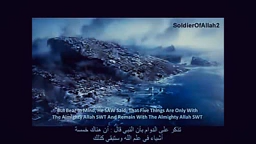 SoldierOfAllah2
But Bear In Mind, He SAW Said, That Five Things Are Only With
The Almighty Allah SWT And Remain With The Almighty Allah SWT
تذكر على الدوام بأن النبي قال : أن هناك خمسة
أشياء في علم الله وستبقى كذلك